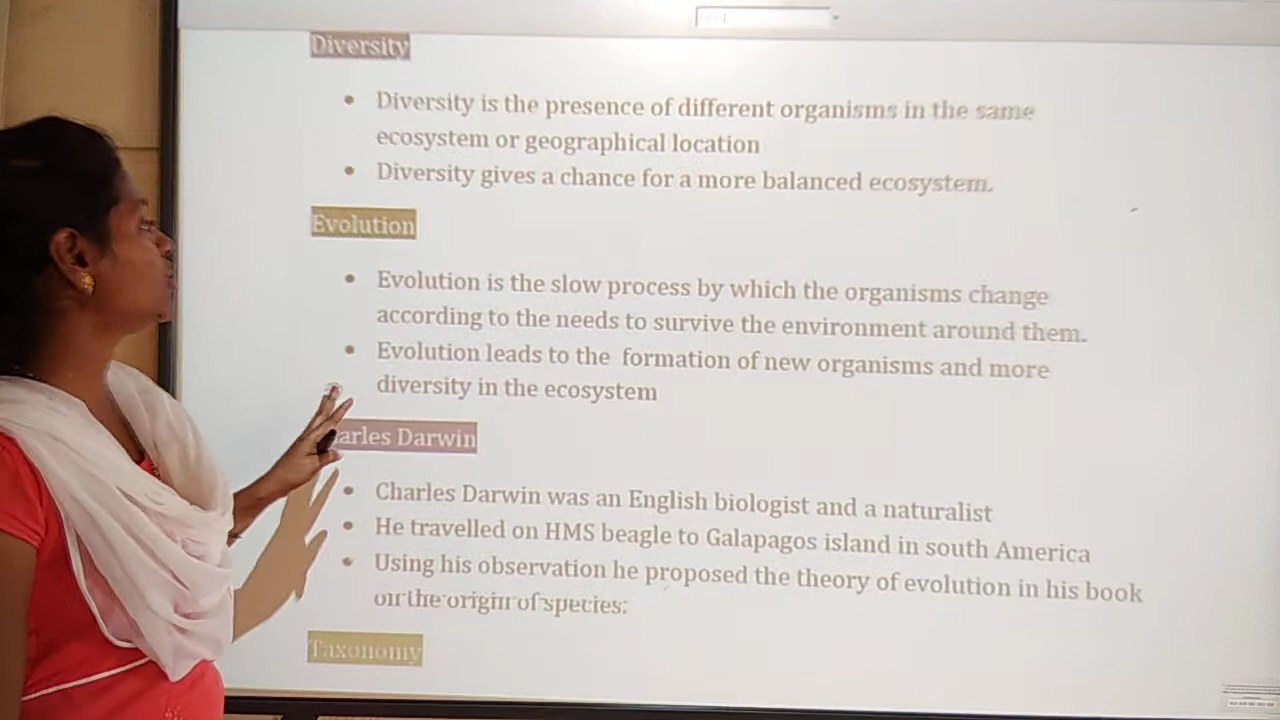 Diversity
• Diversity is the presence of different organisms in the same
ecosystem or geographical location
• Diversity gives a chance for a more balanced ecosystem.
Evolution
• Evolution is the slow process by which the organisms change
according to the needs to survive the environment around them.
• Evolution leads to the formation of new organisms and more
diversity in the ecosystem
arles Darwin
• Charles Darwin was an English biologist and a naturalist
• He travelled on HMS beagle to Galapagos island in south America
• Using his observation he proposed the theory of evolution in his book
on the origin of species.
Taxonomy